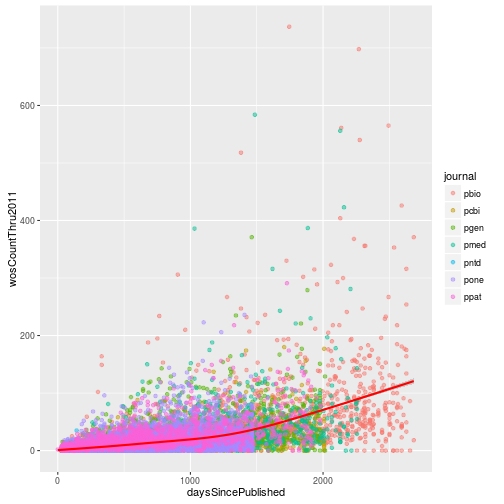 600
400
200
0
0
1000
2000
daysSincePublished
wosCountThru2011
journal
pbio
pcbi
pgen
pmed
pntd
pone
ppat